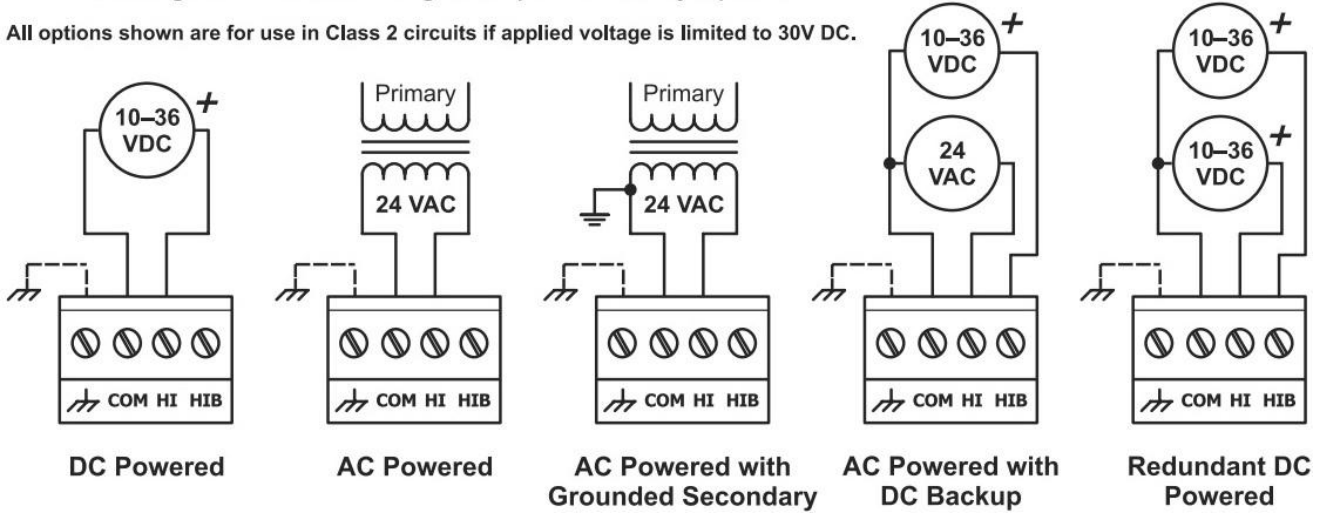 All options shown are for use in Class 2 circuits if applied voltage is limited to 30V DC.
10–36
VDC
+
COM HI HIB
DC Powered
Primary
24 VAC
COM HI HIB
AC Powered
Primary
24 VAC
COM HI HIB
AC Powered with
Grounded Secondary
10–36
VDC
+
24
VAC
COM HI HIB
AC Powered with
DC Backup
10–36
VDC
+
10–36
VDC
+
COM HI HIB
Redundant DC
Powered